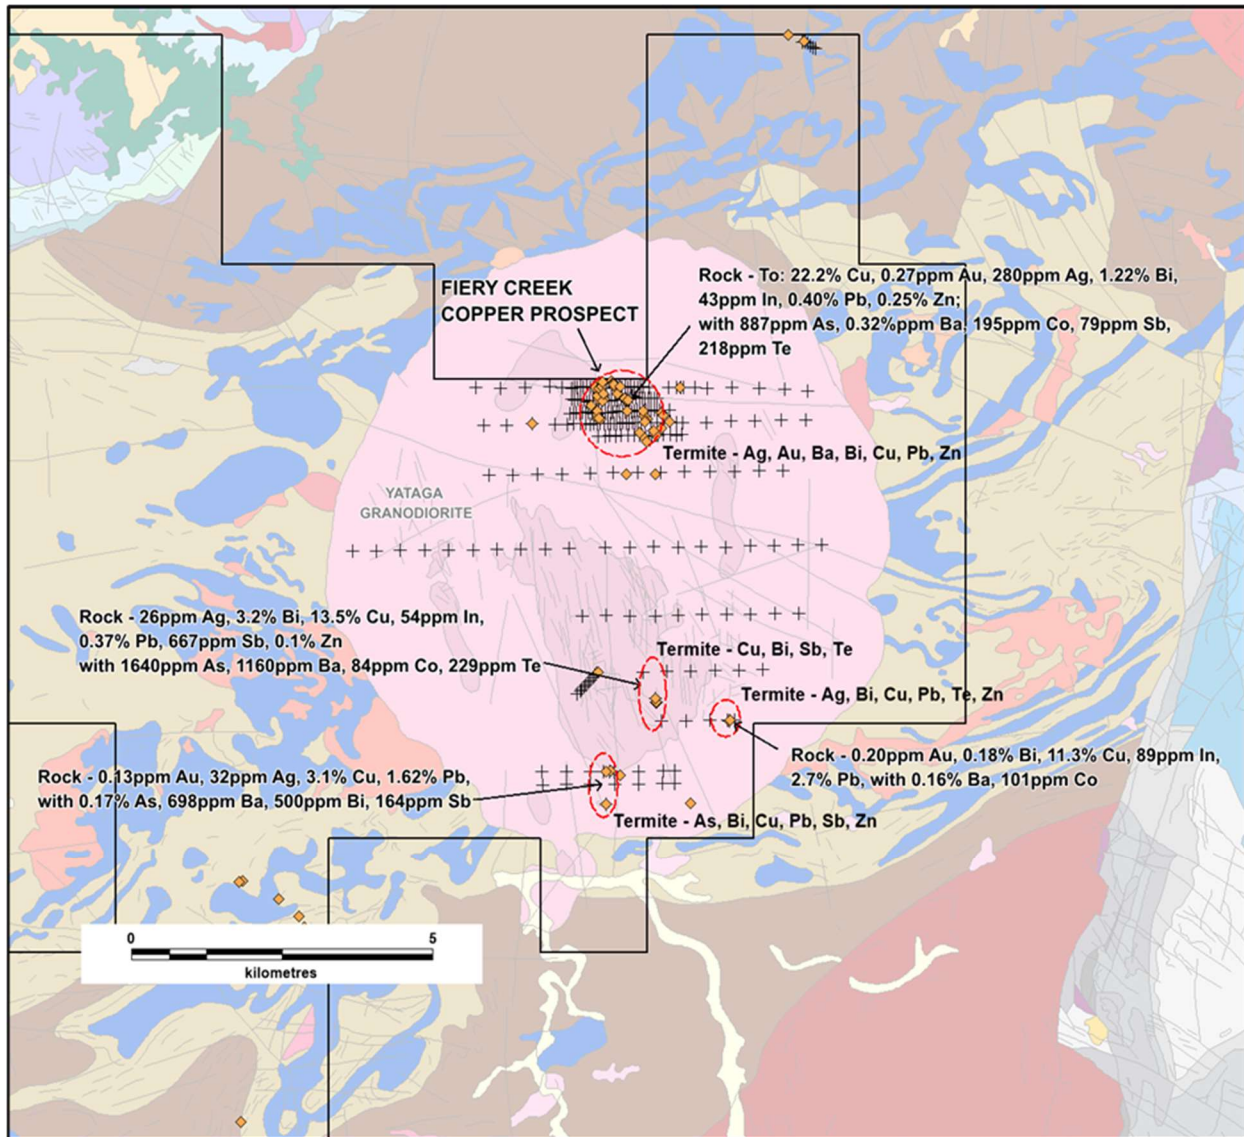 Rock - To: 22.2% Cu, 0.27ppm Au, 280ppm Ag, 1.22% Bi,
43ppm In, 0.40% Pb, 0.25% Zn;
with 887ppm As, 0.32%ppm Ba, 195ppm Co, 79ppm Sb,
218ppm Te
FIERY CREEK
COPPER PROSPECT
Termite - Ag, Au, Ba, Bi, Cu, Pb, Zn
YATAGA
GRANODIORITE
Rock - 26ppm Ag, 3.2% Bi, 13.5% Cu, 54ppm In,
0.37% Pb, 667ppm Sb, 0.1% Zn
with 1640ppm As, 1160ppm Ba, 84ppm Co, 229ppm Te
Termite - Cu, Bi, Sb, Te
Termite - Ag, Bi, Cu, Pb, Te, Zn
Rock - 0.20ppm Au, 0.18% Bi, 11.3% Cu, 89ppm In,
2.7% Pb, with 0.16% Ba, 101ppm Co
Rock - 0.13ppm Au, 32ppm Ag, 3.1% Cu, 1.62% Pb,
with 0.17% As, 698ppm Ba, 500ppm Bi, 164ppm Sb
Termite - As, Bi, Cu, Pb, Sb, Zn
0 5
kilometres